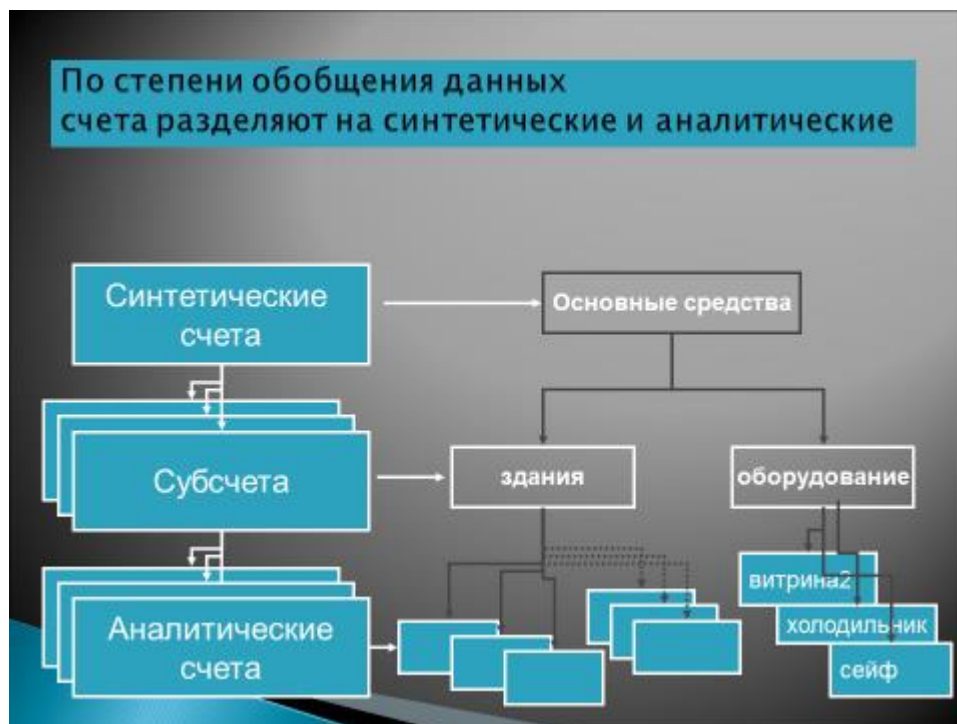 По степени обобщения данных
счета разделяют на синтетические и аналитические
Синтетические
счета
Основные средства
Субсчета
здания
оборудование
Аналитические
счета
витрина2
холодильник
сейф